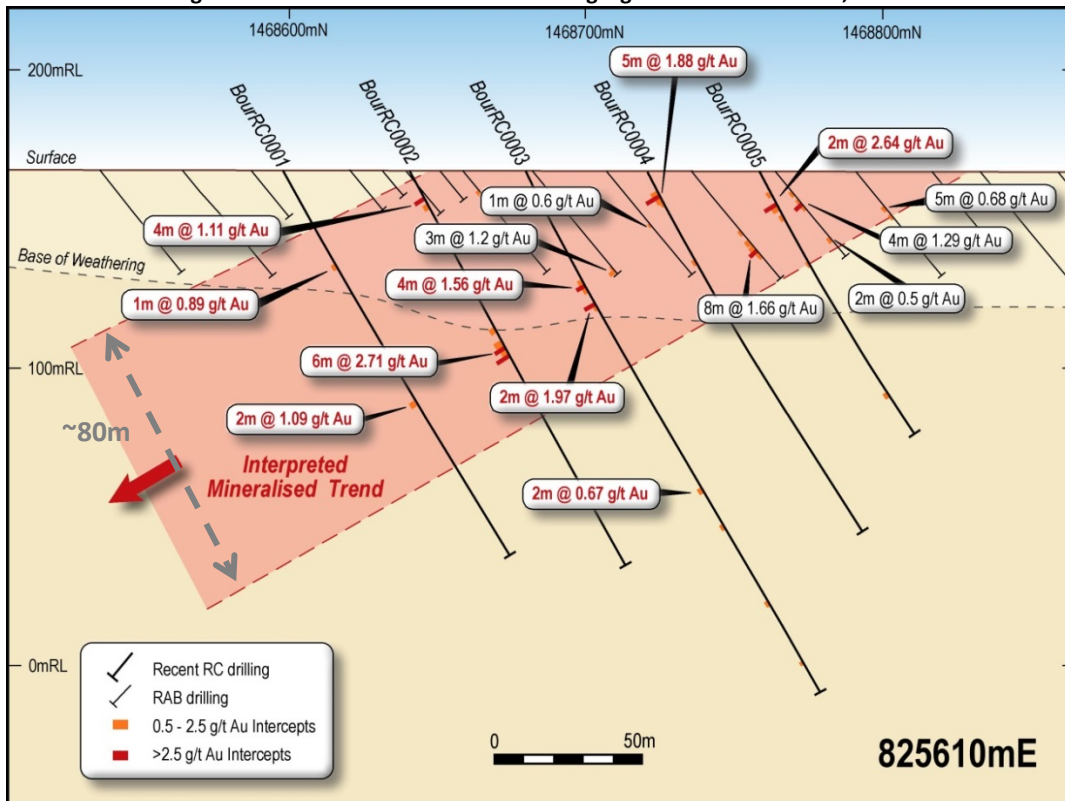 1468600mN
1468700mN
1468800mN
200mRL
5m @ 1.88 g/t Au
BourRC0001
BourRC0002
BourRC0003
BourRC0004
BourRC0005
2m @ 2.64 g/t Au
Surface
1m @ 0.6 g/t Au
5m @ 0.68 g/t Au
4m @ 1.11 g/t Au
3m @ 1.2 g/t Au
4m @ 1.29 g/t Au
Base of Weathering
4m @ 1.56 g/t Au
1m @ 0.89 g/t Au
8m @ 1.66 g/t Au
2m @ 0.5 g/t Au
100mRL
6m @ 2.71 g/t Au
2m @ 1.97 g/t Au
2m @ 1.09 g/t Au
~80m
Interpreted
Mineralised Trend
2m @ 0.67 g/t Au
0mRL
Recent RC drilling
RAB drilling
0.5 - 2.5 g/t Au Intercepts
>2.5 g/t Au Intercepts
0
50m
825610mE